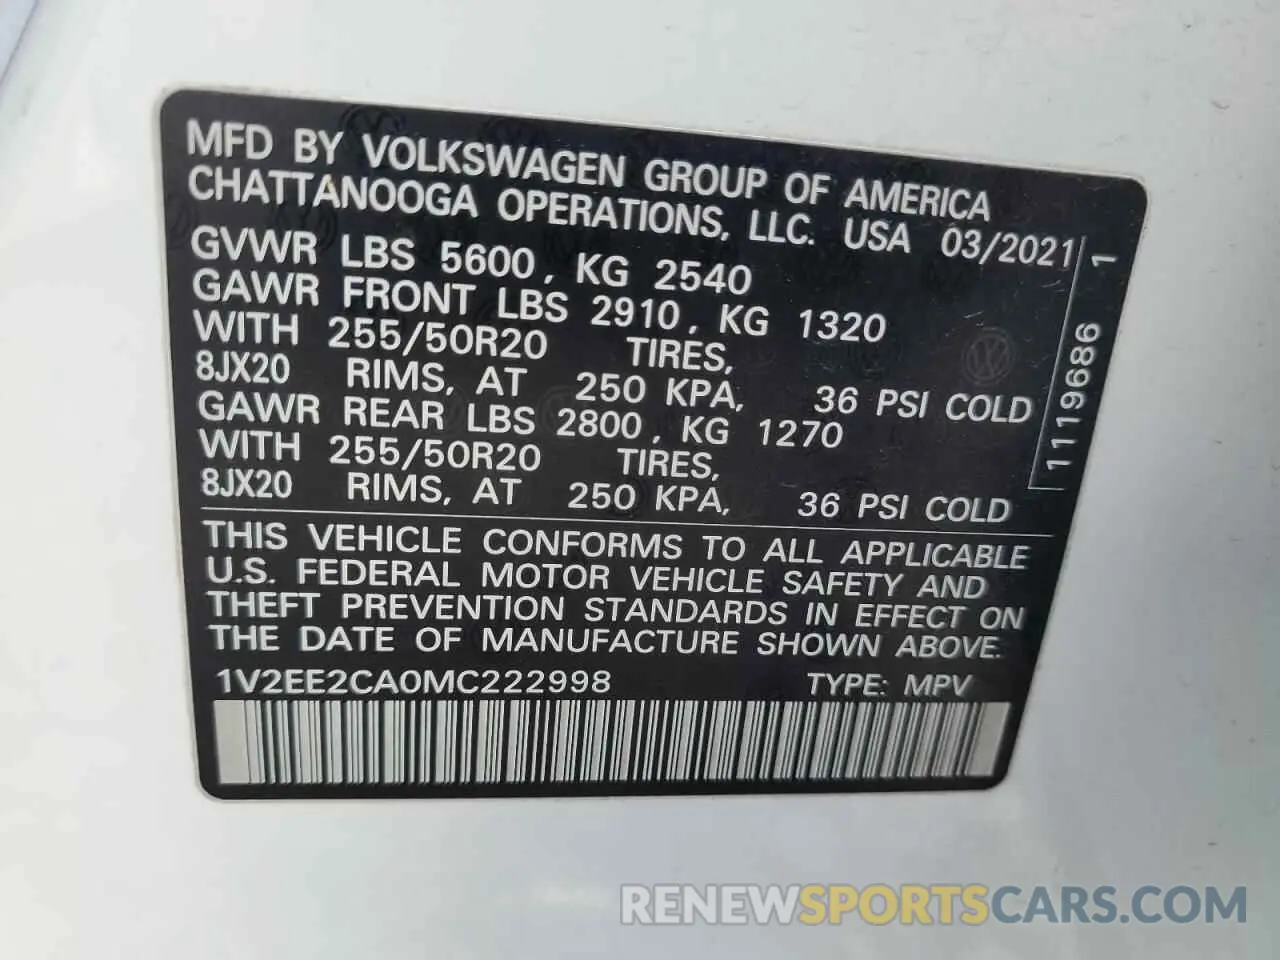 MFD BY VOLKSWAGEN GROUP OF AMERICA
CHATTANOOGA OPERATIONS, LLC. USA 03/2021
GVWR LBS 5600, KG 2540
GAWR FRONT LBS 2910, KG 1320
WITH 255/50R20 TIRES,
8JX20 RIMS, AT 250 KPA, 36 PSI COLD
GAWR REAR LBS 2800, KG 1270
WITH 255/50R20 TIRES,
8JX20 RIMS, AT 250 KPA, 36 PSI COLD
1119686 1
THIS VEHICLE CONFORMS TO ALL APPLICABLE
U.S. FEDERAL MOTOR VEHICLE SAFETY AND
THEFT PREVENTION STANDARDS IN EFFECT ON
THE DATE OF MANUFACTURE SHOWN ABOVE.
1V2EE2CA0MC222998 TYPE: MPV
RENEWSPORTSCARS.COM